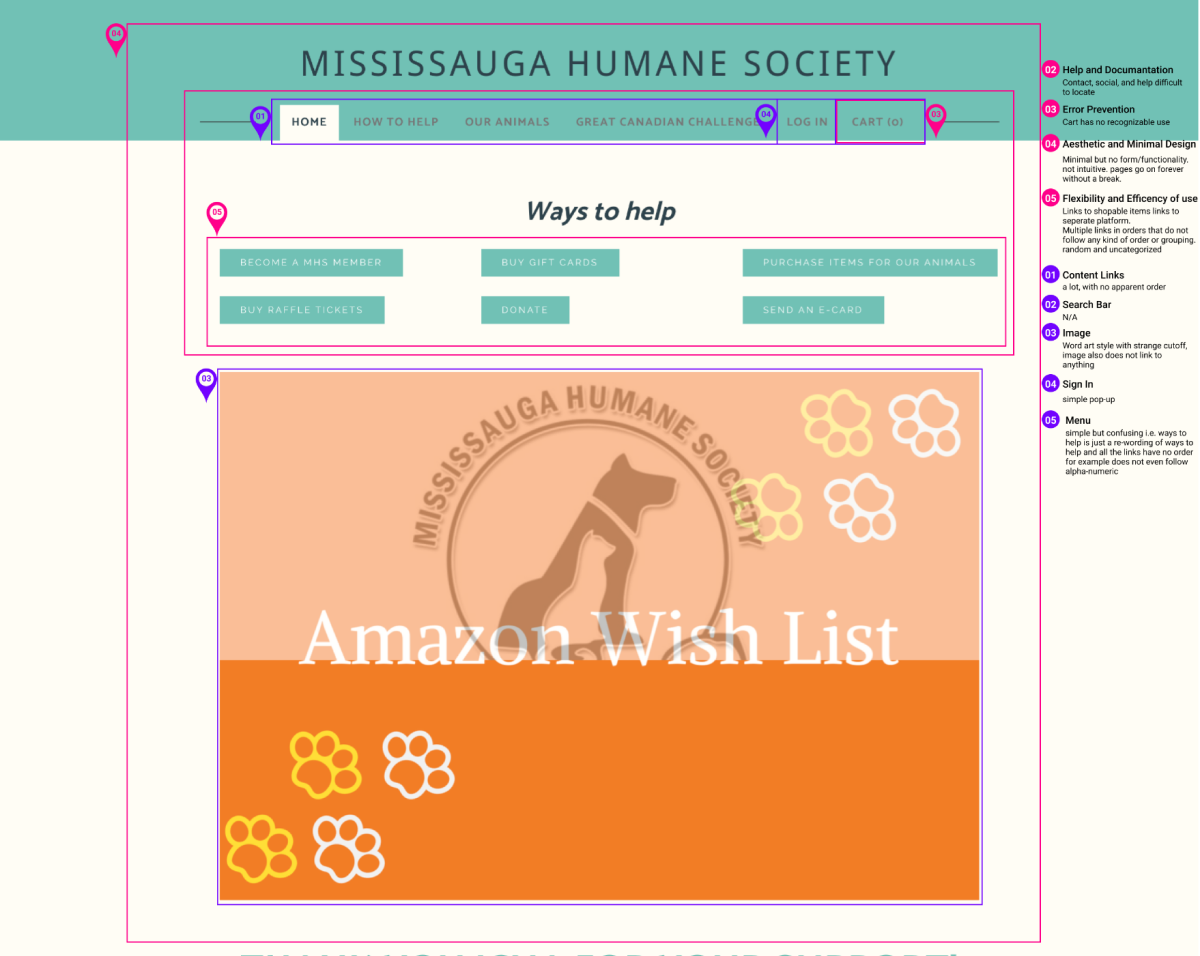 04
MISSISSAUGA HUMANE SOCIETY
01
HOME
HOW TO HELP
OUR ANIMALS
GREAT CANADIAN CHALLENGE
04
LOG IN
CART (0)
03
Ways to help
05
BECOME A MHS MEMBER
BUY GIFT CARDS
PURCHASE ITEMS FOR OUR ANIMALS
BUY RAFFLE TICKETS
DONATE
SEND AN E-CARD
03
MISSISSAUGA HUMANE SOCIETY
Amazon Wish List
02 Help and Documantation
Contact, social, and help difficult
to locate
03 Error Prevention
Cart has no recognizable use
04 Aesthetic and Minimal Design
Minimal but no form/functionality.
not intuitive. pages go on forever
without a break.
05 Flexibility and Efficency of use
Links to shopable items links to
seperate platform.
Multiple links in orders that do not
follow any kind of order or grouping.
random and uncategorized
01 Content Links
a lot, with no apparent order
02 Search Bar
N/A
03 Image
Word art style with strange cutoff,
image also does not link to
anything
04 Sign In
simple pop-up
05 Menu
simple but confusing i.e. ways to
help is just a re-wording of ways to
help and all the links have no order
for example does not even follow
alpha-numeric